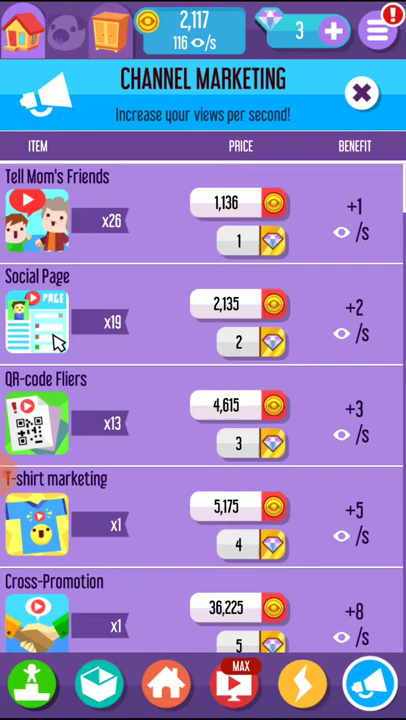 2,117
116 /s
3
!
CHANNEL MARKETING
Increase your views per second!
ITEM PRICE BENEFIT
Tell Mom's Friends
x26
1,136
1
+1
/s
Social Page
PAGE
x19
2,135
2
+2
/s
QR-code Fliers
x13
4,615
3
+3
/s
T-shirt marketing
x1
5,175
4
+5
/s
Cross-Promotion
x1
36,225
5
+8
/s
MAX